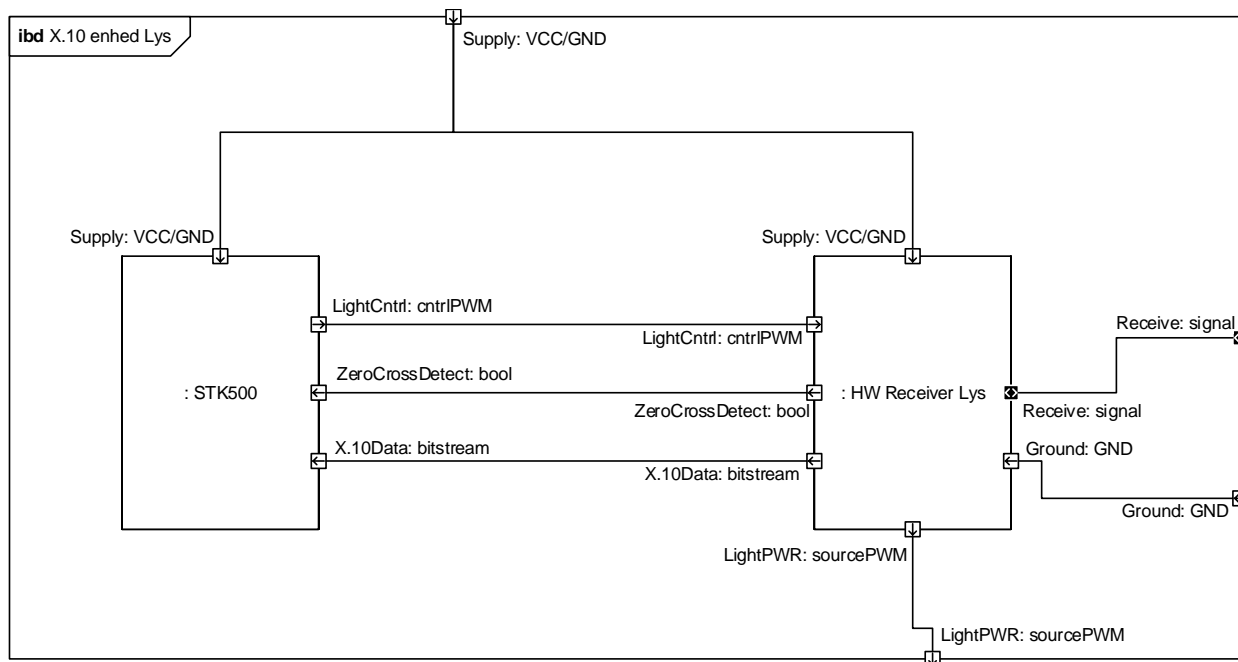 ibd X.10 enhed Lys
Supply: VCC/GND
Supply: VCC/GND
Supply: VCC/GND
LightCntrl: cntrlPWM
LightCntrl: cntrlPWM
Receive: signal
ZeroCrossDetect: bool
: STK500
: HW Receiver Lys
ZeroCrossDetect: bool
Receive: signal
X.10Data: bitstream
Ground: GND
X.10Data: bitstream
Ground: GND
LightPWR: sourcePWM
LightPWR: sourcePWM